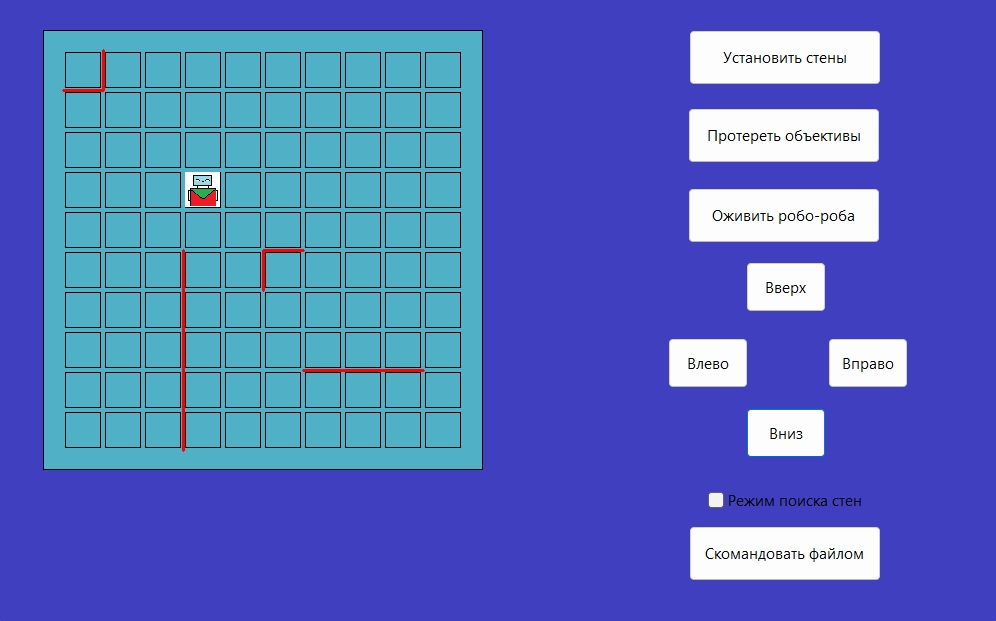 Установить стены
Протереть объективы
Оживить робо-роба
Вверх
Влево
Вправо
Вниз
Режим поиска стен
Скомандовать файлом